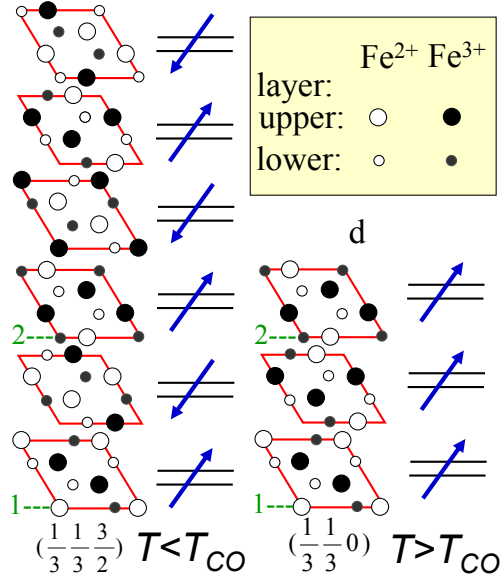 Fe²⁺ Fe³⁺
layer:
upper:
lower:
d
2
2
1
1
(1/3 1/3 3/2) T<T_CO
(1/3 1/3 0) T>T_CO